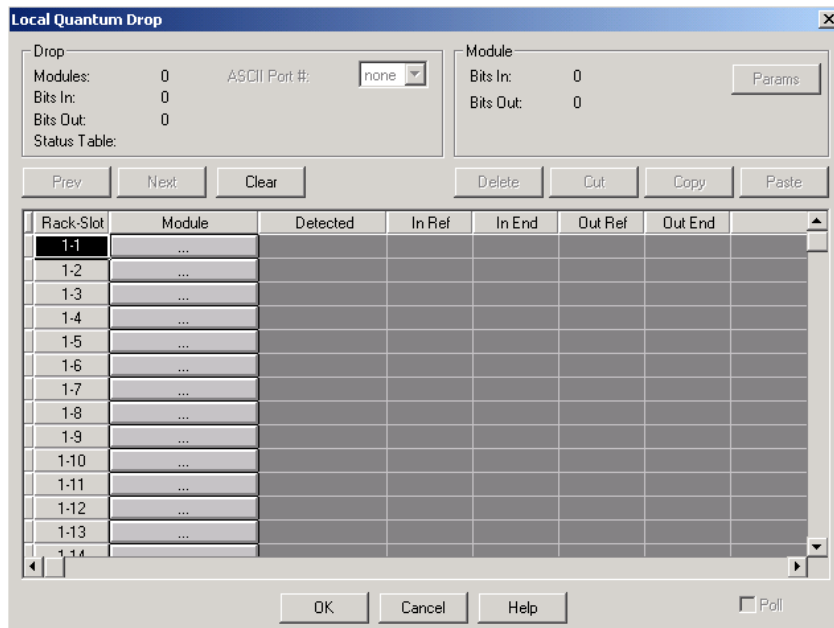 Local Quantum Drop
Drop
Modules: 0 ASCII Port #: none
Bits In: 0
Bits Out: 0
Status Table:
Module
Bits In: 0 Params
Bits Out: 0
Prev Next Clear Delete Cut Copy Paste
Rack-Slot Module Detected In Ref In End Out Ref Out End
1-1 ...
1-2 ...
1-3 ...
1-4 ...
1-5 ...
1-6 ...
1-7 ...
1-8 ...
1-9 ...
1-10 ...
1-11 ...
1-12 ...
1-13 ...
1-14
OK Cancel Help Poll